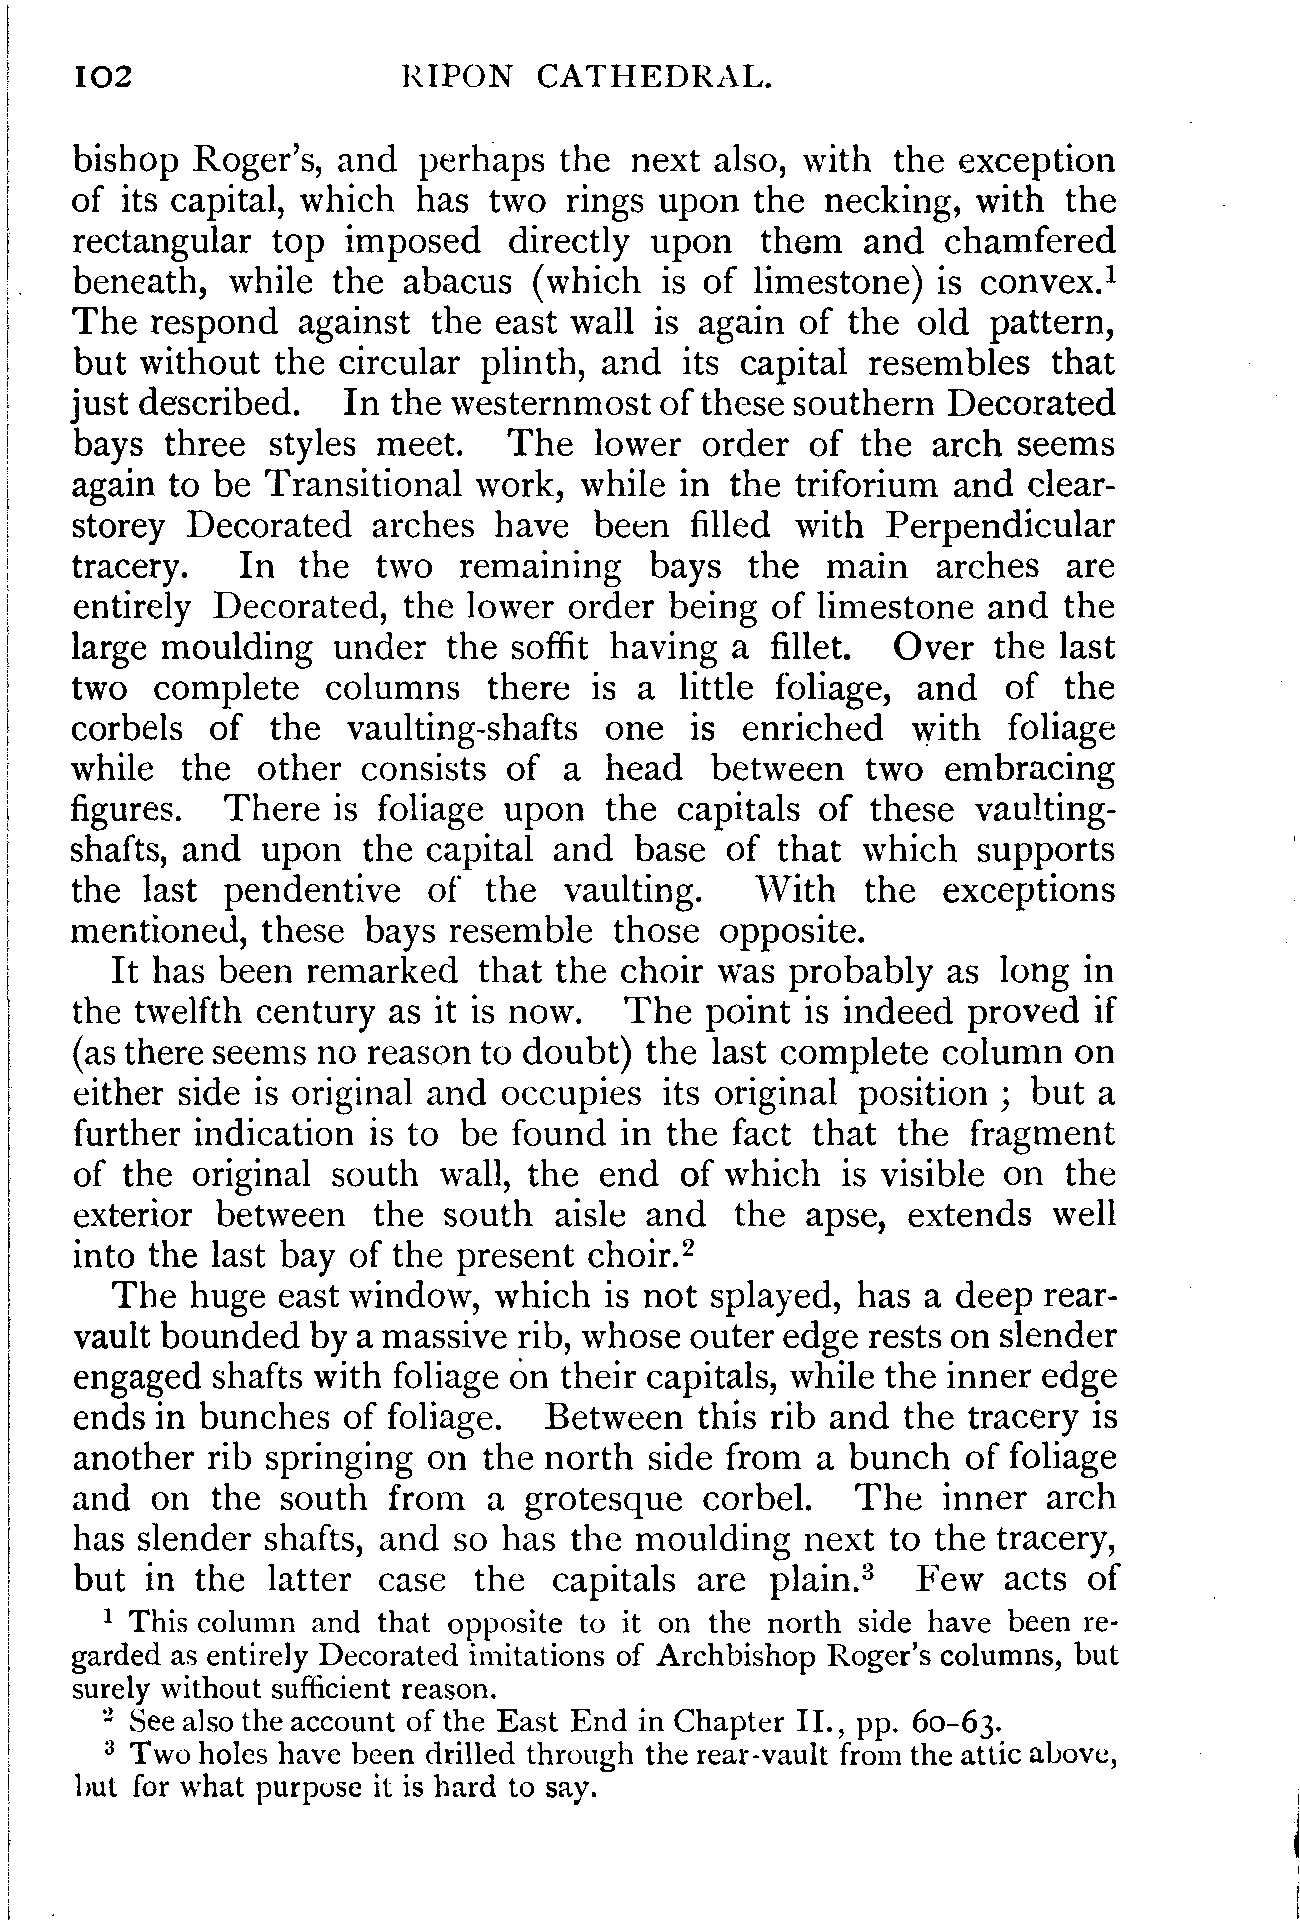 102 RIPON CATHEDRAL.
bishop Roger's, and perhaps the next also, with the exception
of its capital, which has two rings upon the necking, with the
rectangular top imposed directly upon them and chamfered
beneath, while the abacus (which is of limestone) is convex.¹
The respond against the east wall is again of the old pattern,
but without the circular plinth, and its capital resembles that
just described. In the westernmost of these southern Decorated
bays three styles meet. The lower order of the arch seems
again to be Transitional work, while in the triforium and clear-
storey Decorated arches have been filled with Perpendicular
tracery. In the two remaining bays the main arches are
entirely Decorated, the lower order being of limestone and the
large moulding under the soffit having a fillet. Over the last
two complete columns there is a little foliage, and of the
corbels of the vaulting-shafts one is enriched with foliage
while the other consists of a head between two embracing
figures. There is foliage upon the capitals of these vaulting-
shafts, and upon the capital and base of that which supports
the last pendentive of the vaulting. With the exceptions
mentioned, these bays resemble those opposite.
It has been remarked that the choir was probably as long in
the twelfth century as it is now. The point is indeed proved if
(as there seems no reason to doubt) the last complete column on
either side is original and occupies its original position ; but a
further indication is to be found in the fact that the fragment
of the original south wall, the end of which is visible on the
exterior between the south aisle and the apse, extends well
into the last bay of the present choir.²
The huge east window, which is not splayed, has a deep rear-
vault bounded by a massive rib, whose outer edge rests on slender
engaged shafts with foliage on their capitals, while the inner edge
ends in bunches of foliage. Between this rib and the tracery is
another rib springing on the north side from a bunch of foliage
and on the south from a grotesque corbel. The inner arch
has slender shafts, and so has the moulding next to the tracery,
but in the latter case the capitals are plain.³ Few acts of
¹ This column and that opposite to it on the north side have been re-
garded as entirely Decorated imitations of Archbishop Roger's columns, but
surely without sufficient reason.
² See also the account of the East End in Chapter II., pp. 60-63.
³ Two holes have been drilled through the rear-vault from the attic above,
but for what purpose it is hard to say.